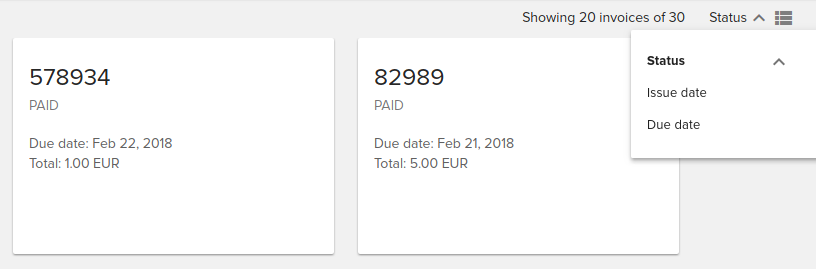 Showing 20 invoices of 30 Status
Status
Issue date
Due date
578934
PAID
Due date: Feb 22, 2018
Total: 1.00 EUR
82989
PAID
Due date: Feb 21, 2018
Total: 5.00 EUR